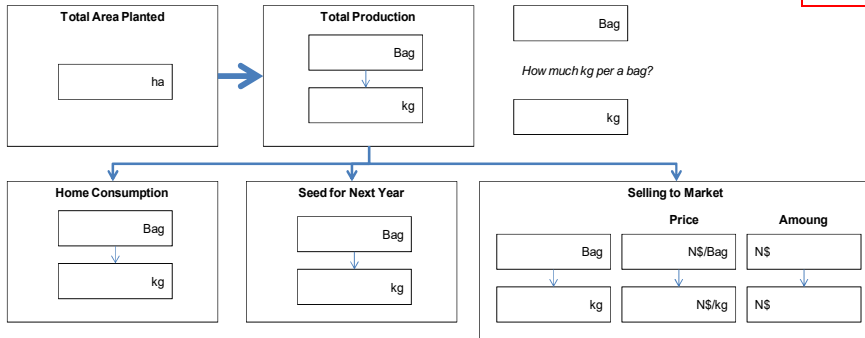 Total Area Planted
ha
Total Production
Bag
kg
Bag
How much kg per a bag?
kg
Home Consumption
Bag
kg
Seed for Next Year
Bag
kg
Selling to Market
Price Amoung
Bag N$/Bag N$
kg N$/kg N$